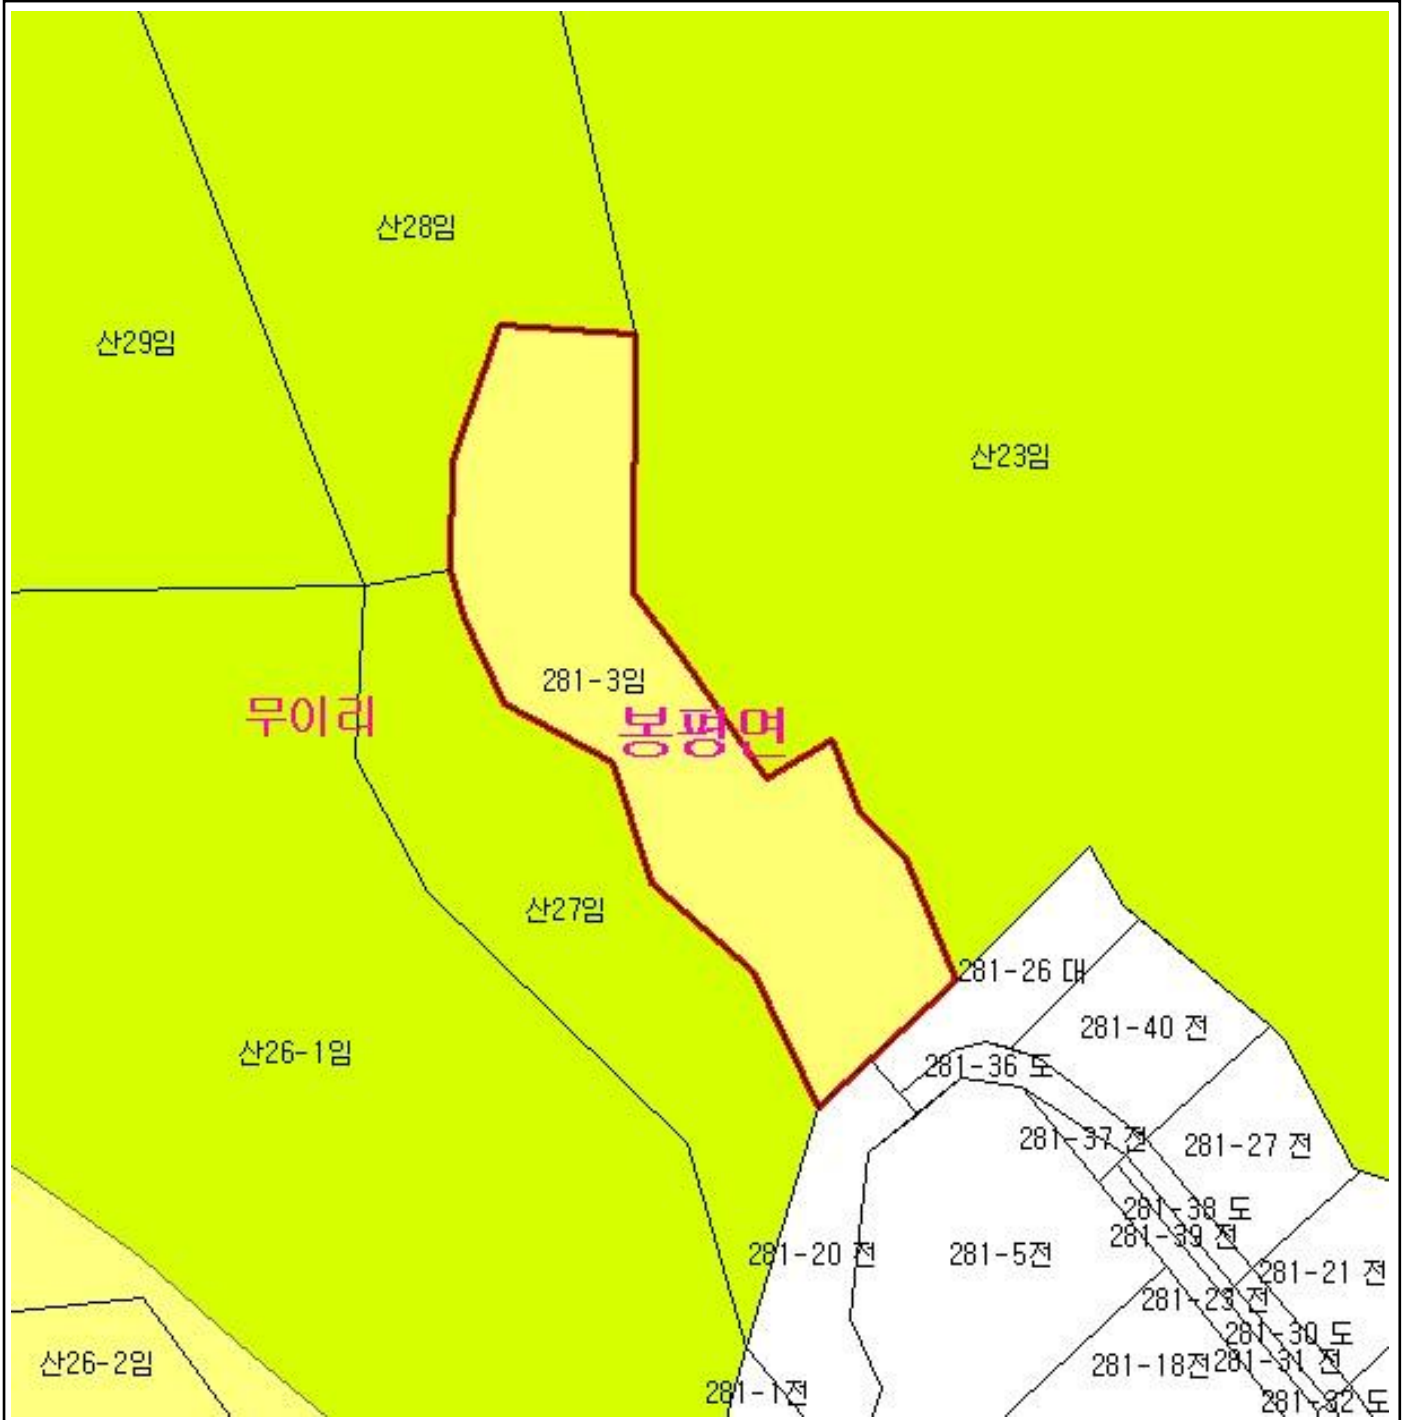 산28임
산29임
산23임
281-3임
무이리
봉평면
산27임
281-26 대
281-40 전
산26-1임
281-36 도
281-37 전
281-27 전
281-38 도
281-39 전
281-20 전
281-5전
281-21 전
281-23 전
281-30 도
산26-2임
281-18전
281-31 전
281-1전
281-32 도